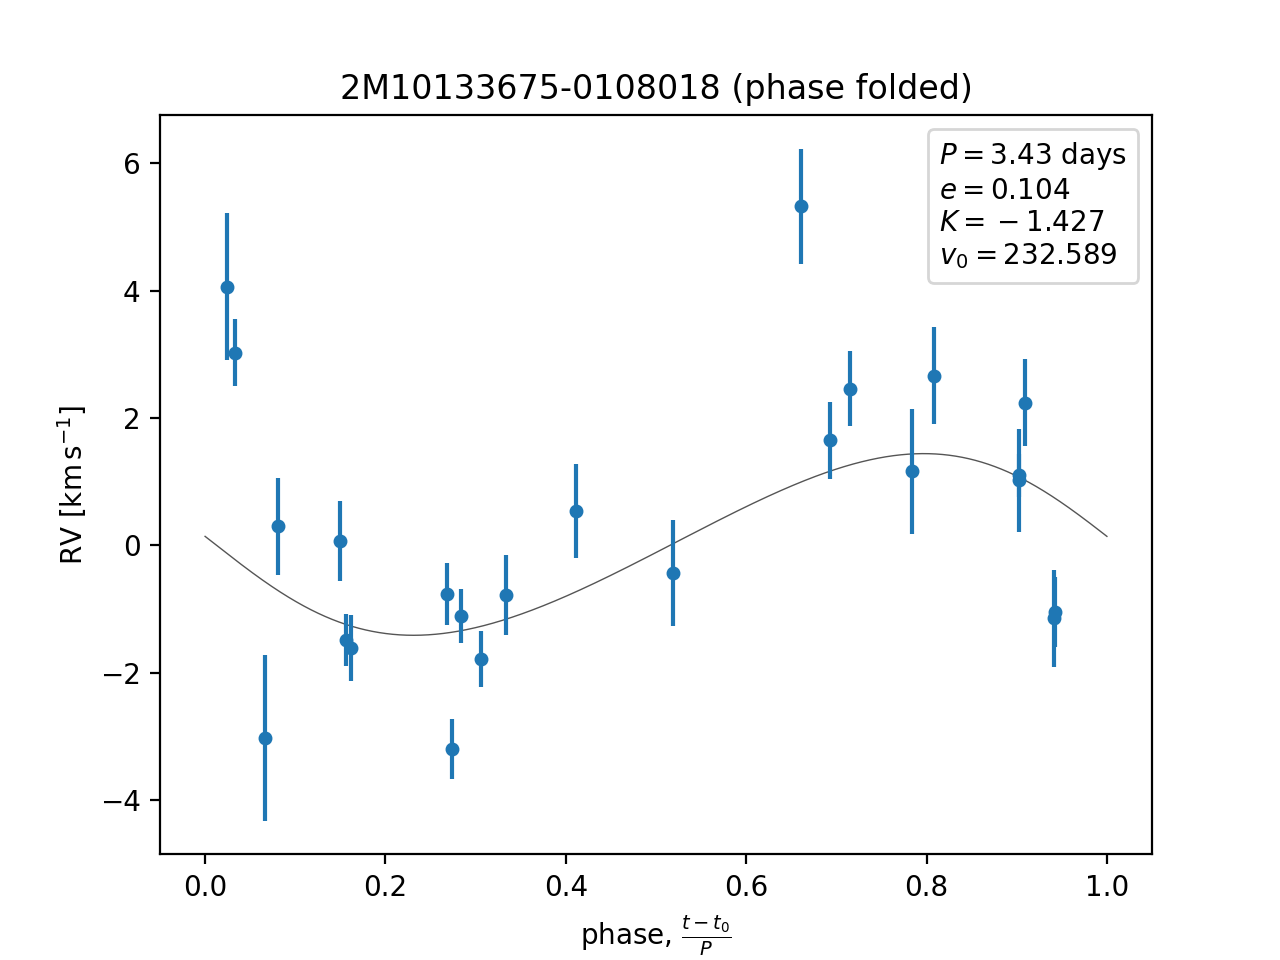 2M10133675-0108018 (phase folded)
P = 3.43 days
e = 0.104
K = −1.427
v₀ = 232.589
RV [km s⁻¹]
6
4
2
0
−2
−4
0.0 0.2 0.4 0.6 0.8 1.0
phase, (t − t₀)/P